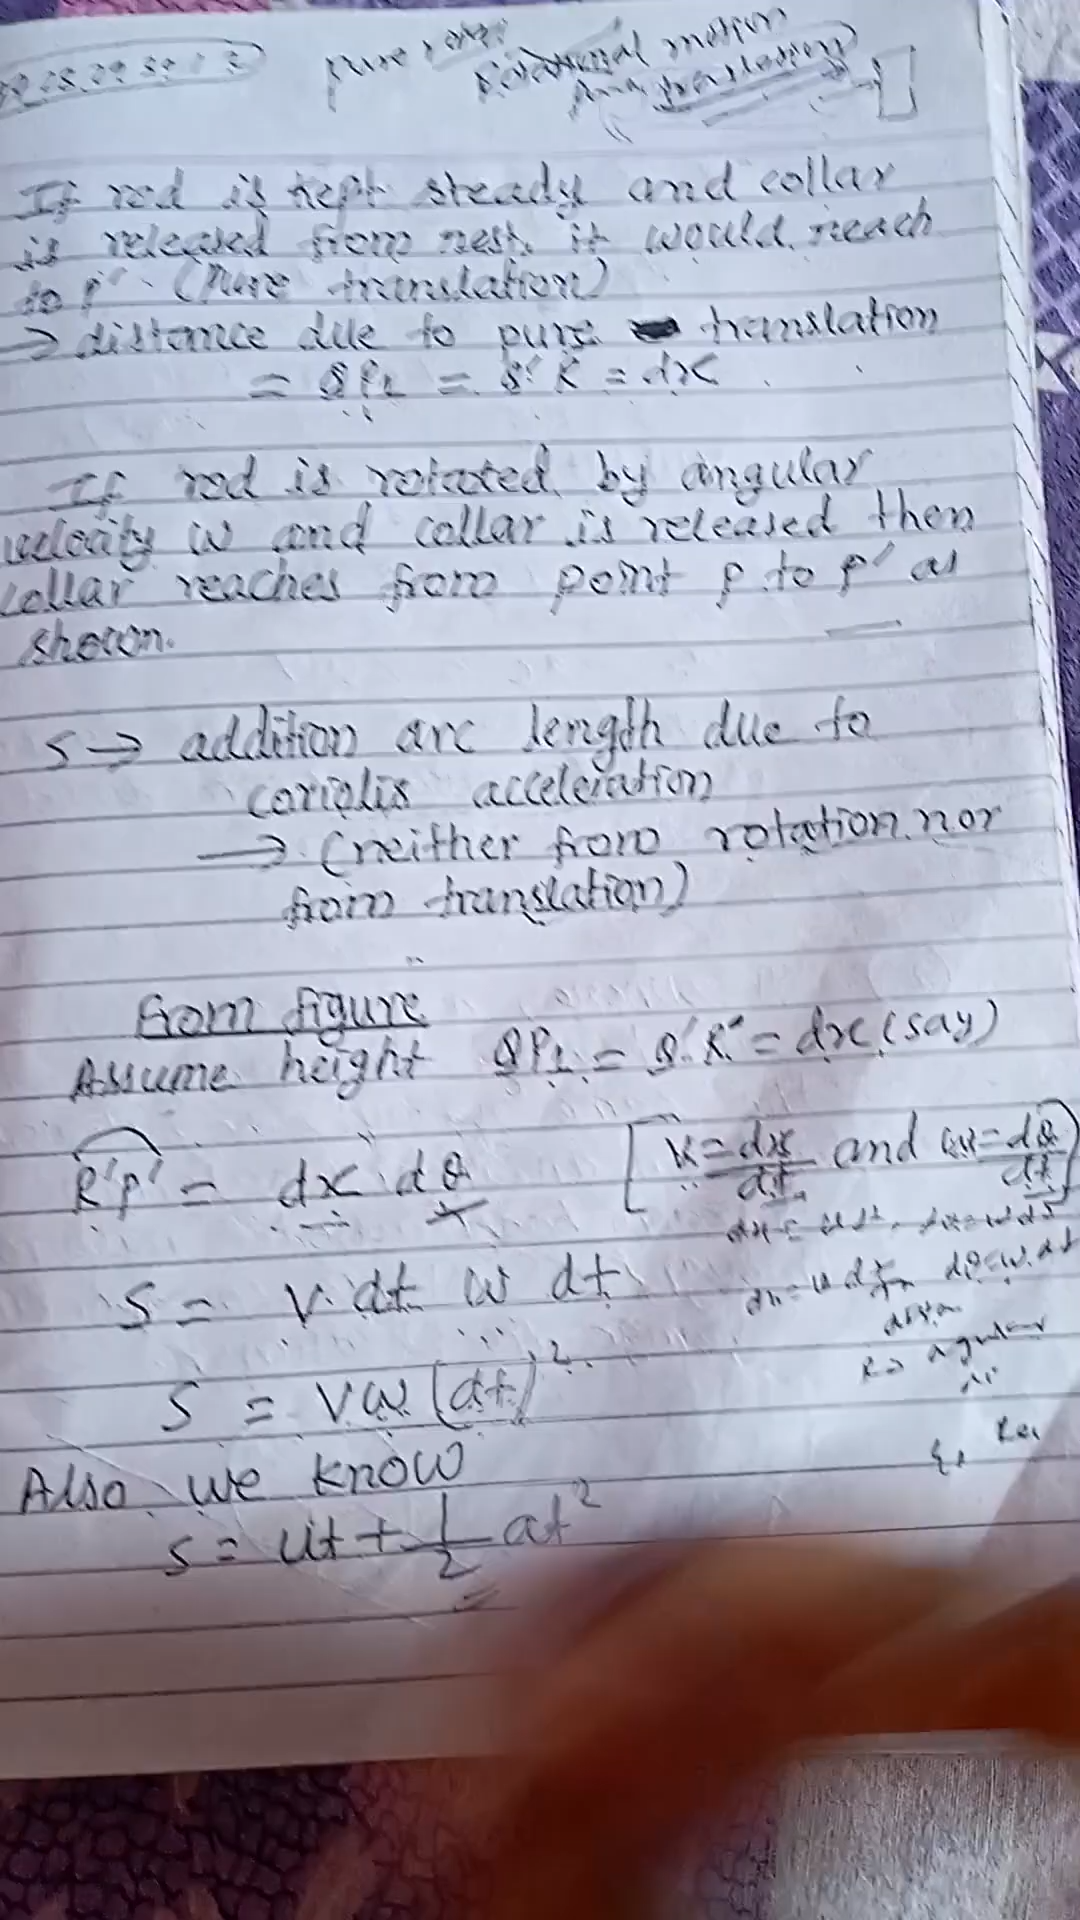 pure
rotational motion
pure translation
If rod is kept steady and collar
is released from rest, it would reach
to p'. (Pure translation)
→ distance due to pure translation
= QP1 = Q'R' = dx
If rod is rotated by angular
velocity ω and collar is released then
collar reaches from point p to p' as
shown.
S → addition arc length due to
coriolis acceleration
→ (neither from rotation nor
from translation)
From figure
Assume height QP1 = Q'R' = dx (say)
R'p' = dx dθ [V = dx/dt and ω = dθ/dt]
S = V dt ω dt
dθ = ω. dt
S = Vω (dt)²
Also we know
s = ut + 1/2 at²